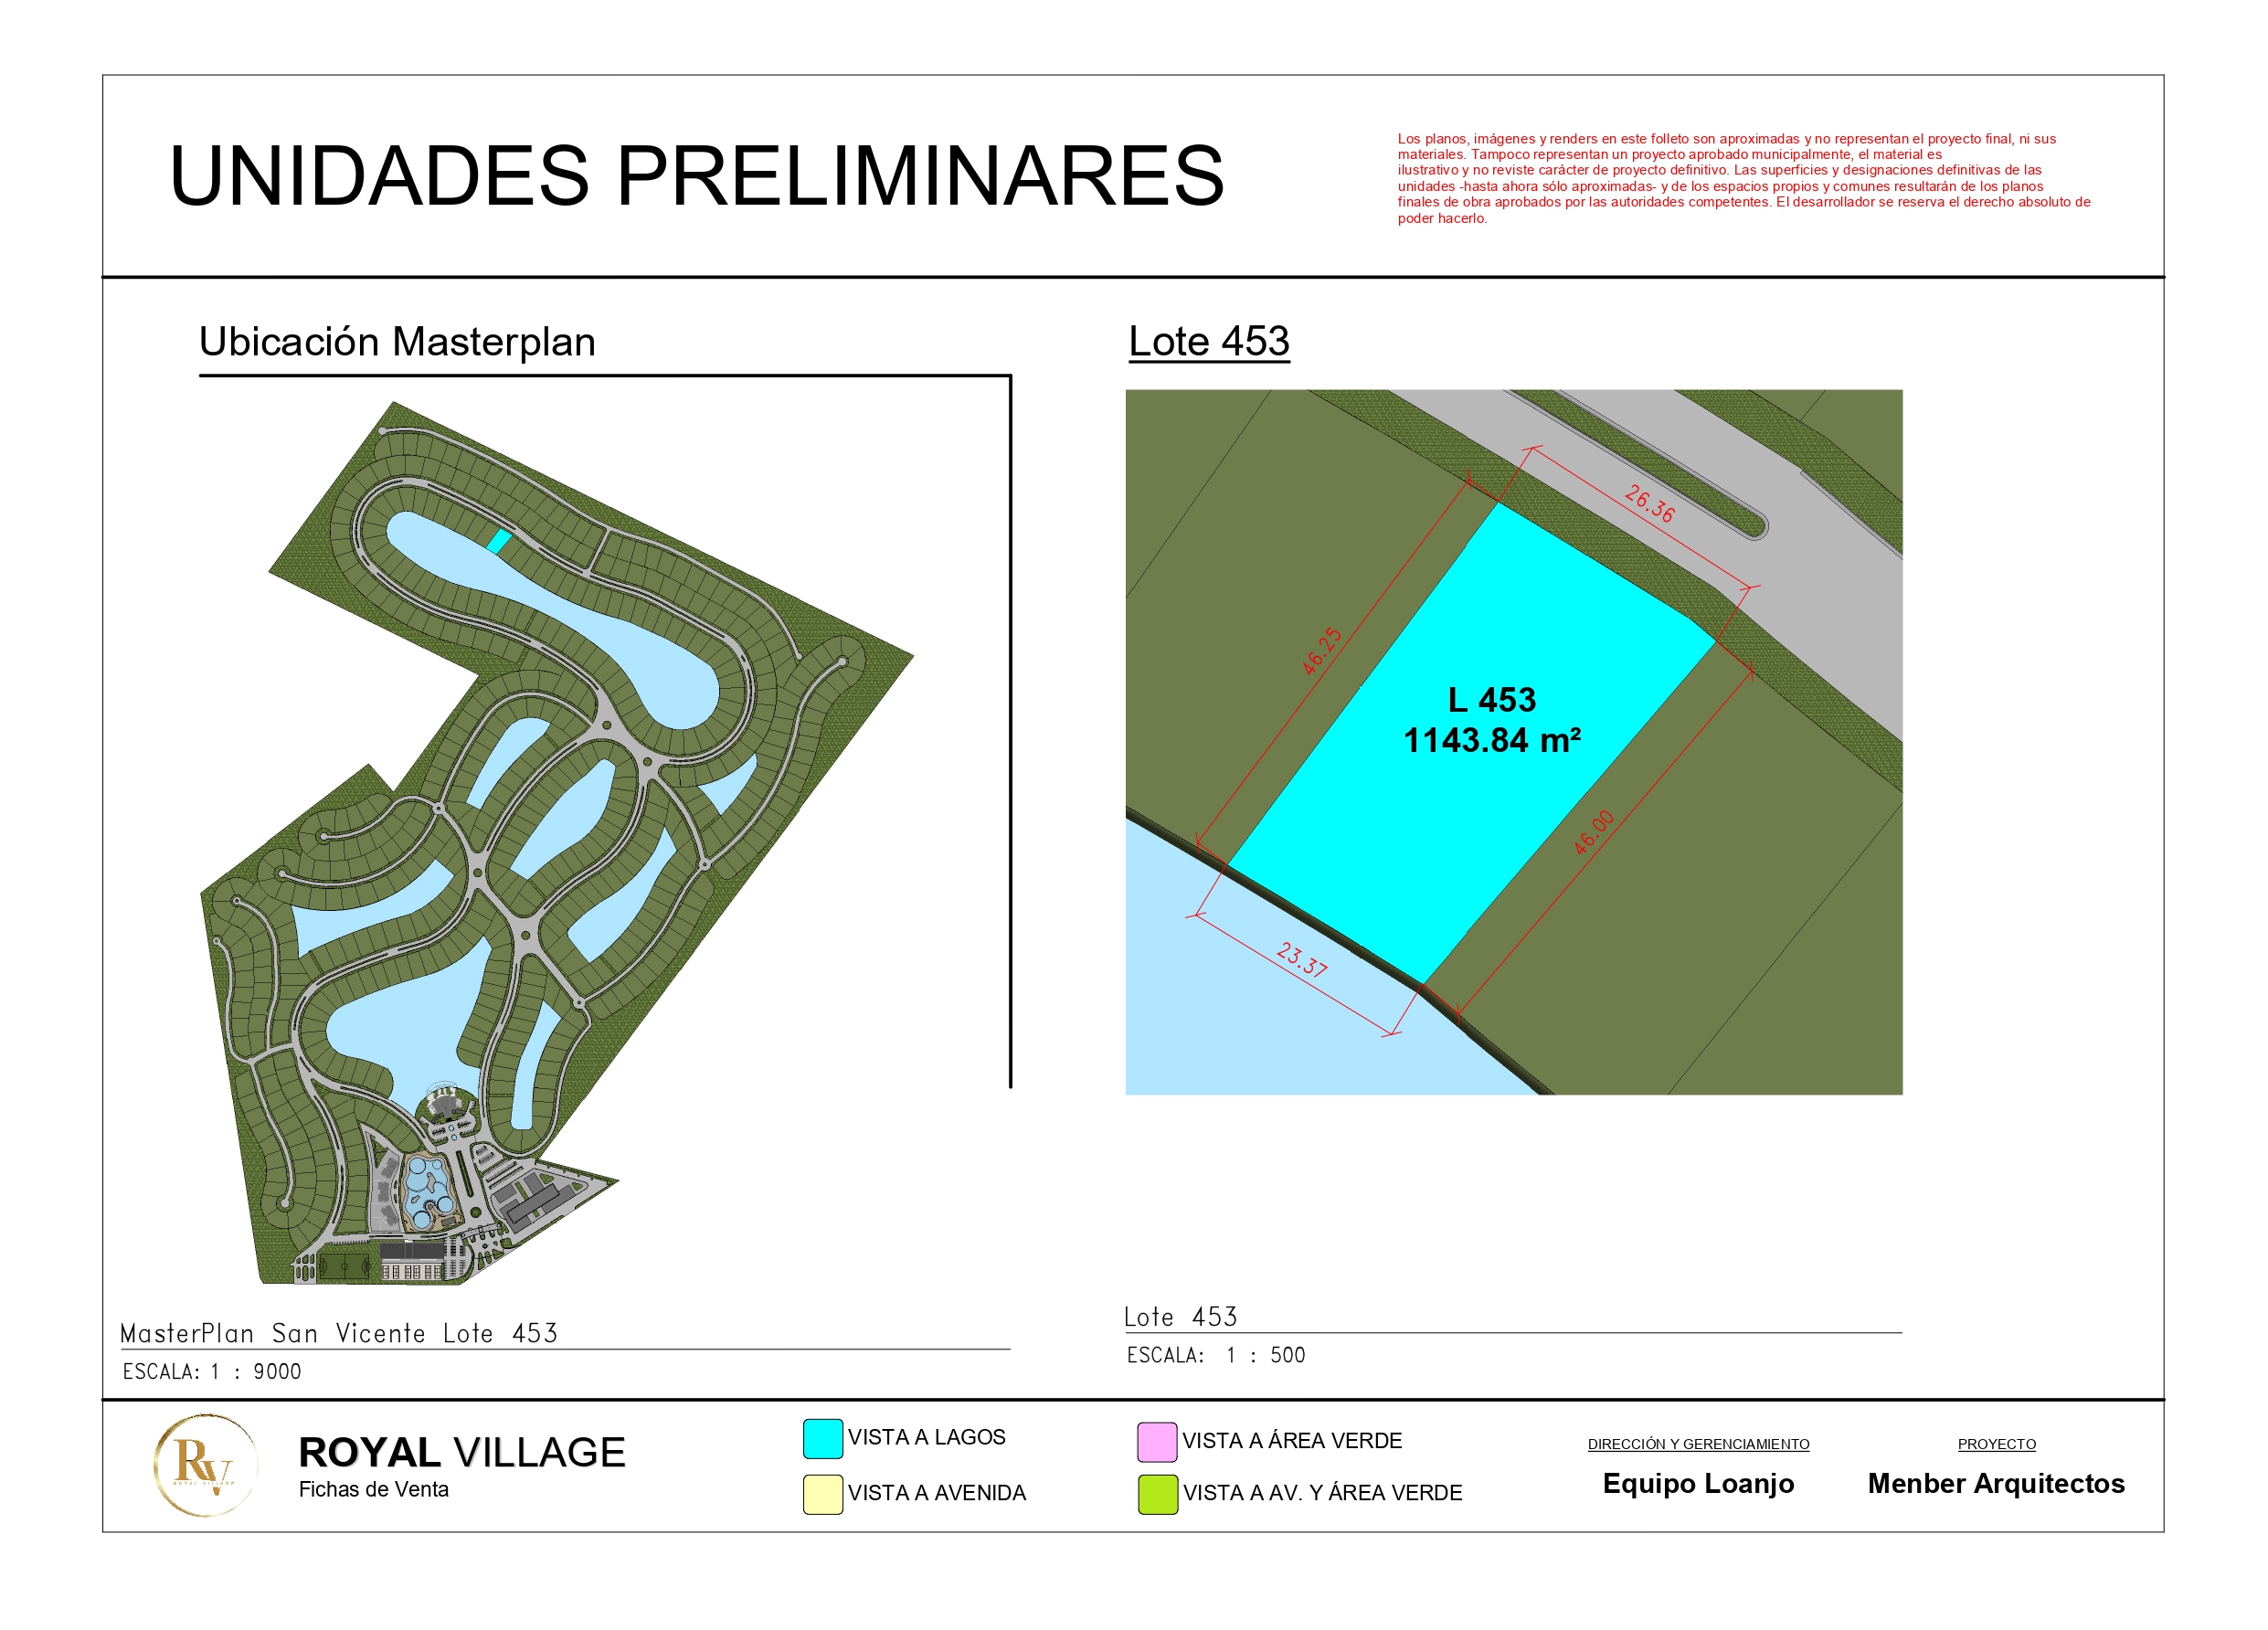 UNIDADES PRELIMINARES
Los planos, imágenes y renders en este folleto son aproximadas y no representan el proyecto final, ni sus
materiales. Tampoco representan un proyecto aprobado municipalmente, el material es
ilustrativo y no reviste carácter de proyecto definitivo. Las superficies y designaciones definitivas de las
unidades -hasta ahora sólo aproximadas- y de los espacios propios y comunes resultarán de los planos
finales de obra aprobados por las autoridades competentes. El desarrollador se reserva el derecho absoluto de
poder hacerlo.
Ubicación Masterplan
Lote 453
26.36
46.25
L 453
1143.84 m²
46.00
23.37
MasterPlan San Vicente Lote 453
ESCALA: 1 : 9000
Lote 453
ESCALA: 1 : 500
RV
ROYAL VILLAGE
ROYAL VILLAGE
Fichas de Venta
VISTA A LAGOS
VISTA A AVENIDA
VISTA A ÁREA VERDE
VISTA A AV. Y ÁREA VERDE
DIRECCIÓN Y GERENCIAMIENTO
Equipo Loanjo
PROYECTO
Menber Arquitectos